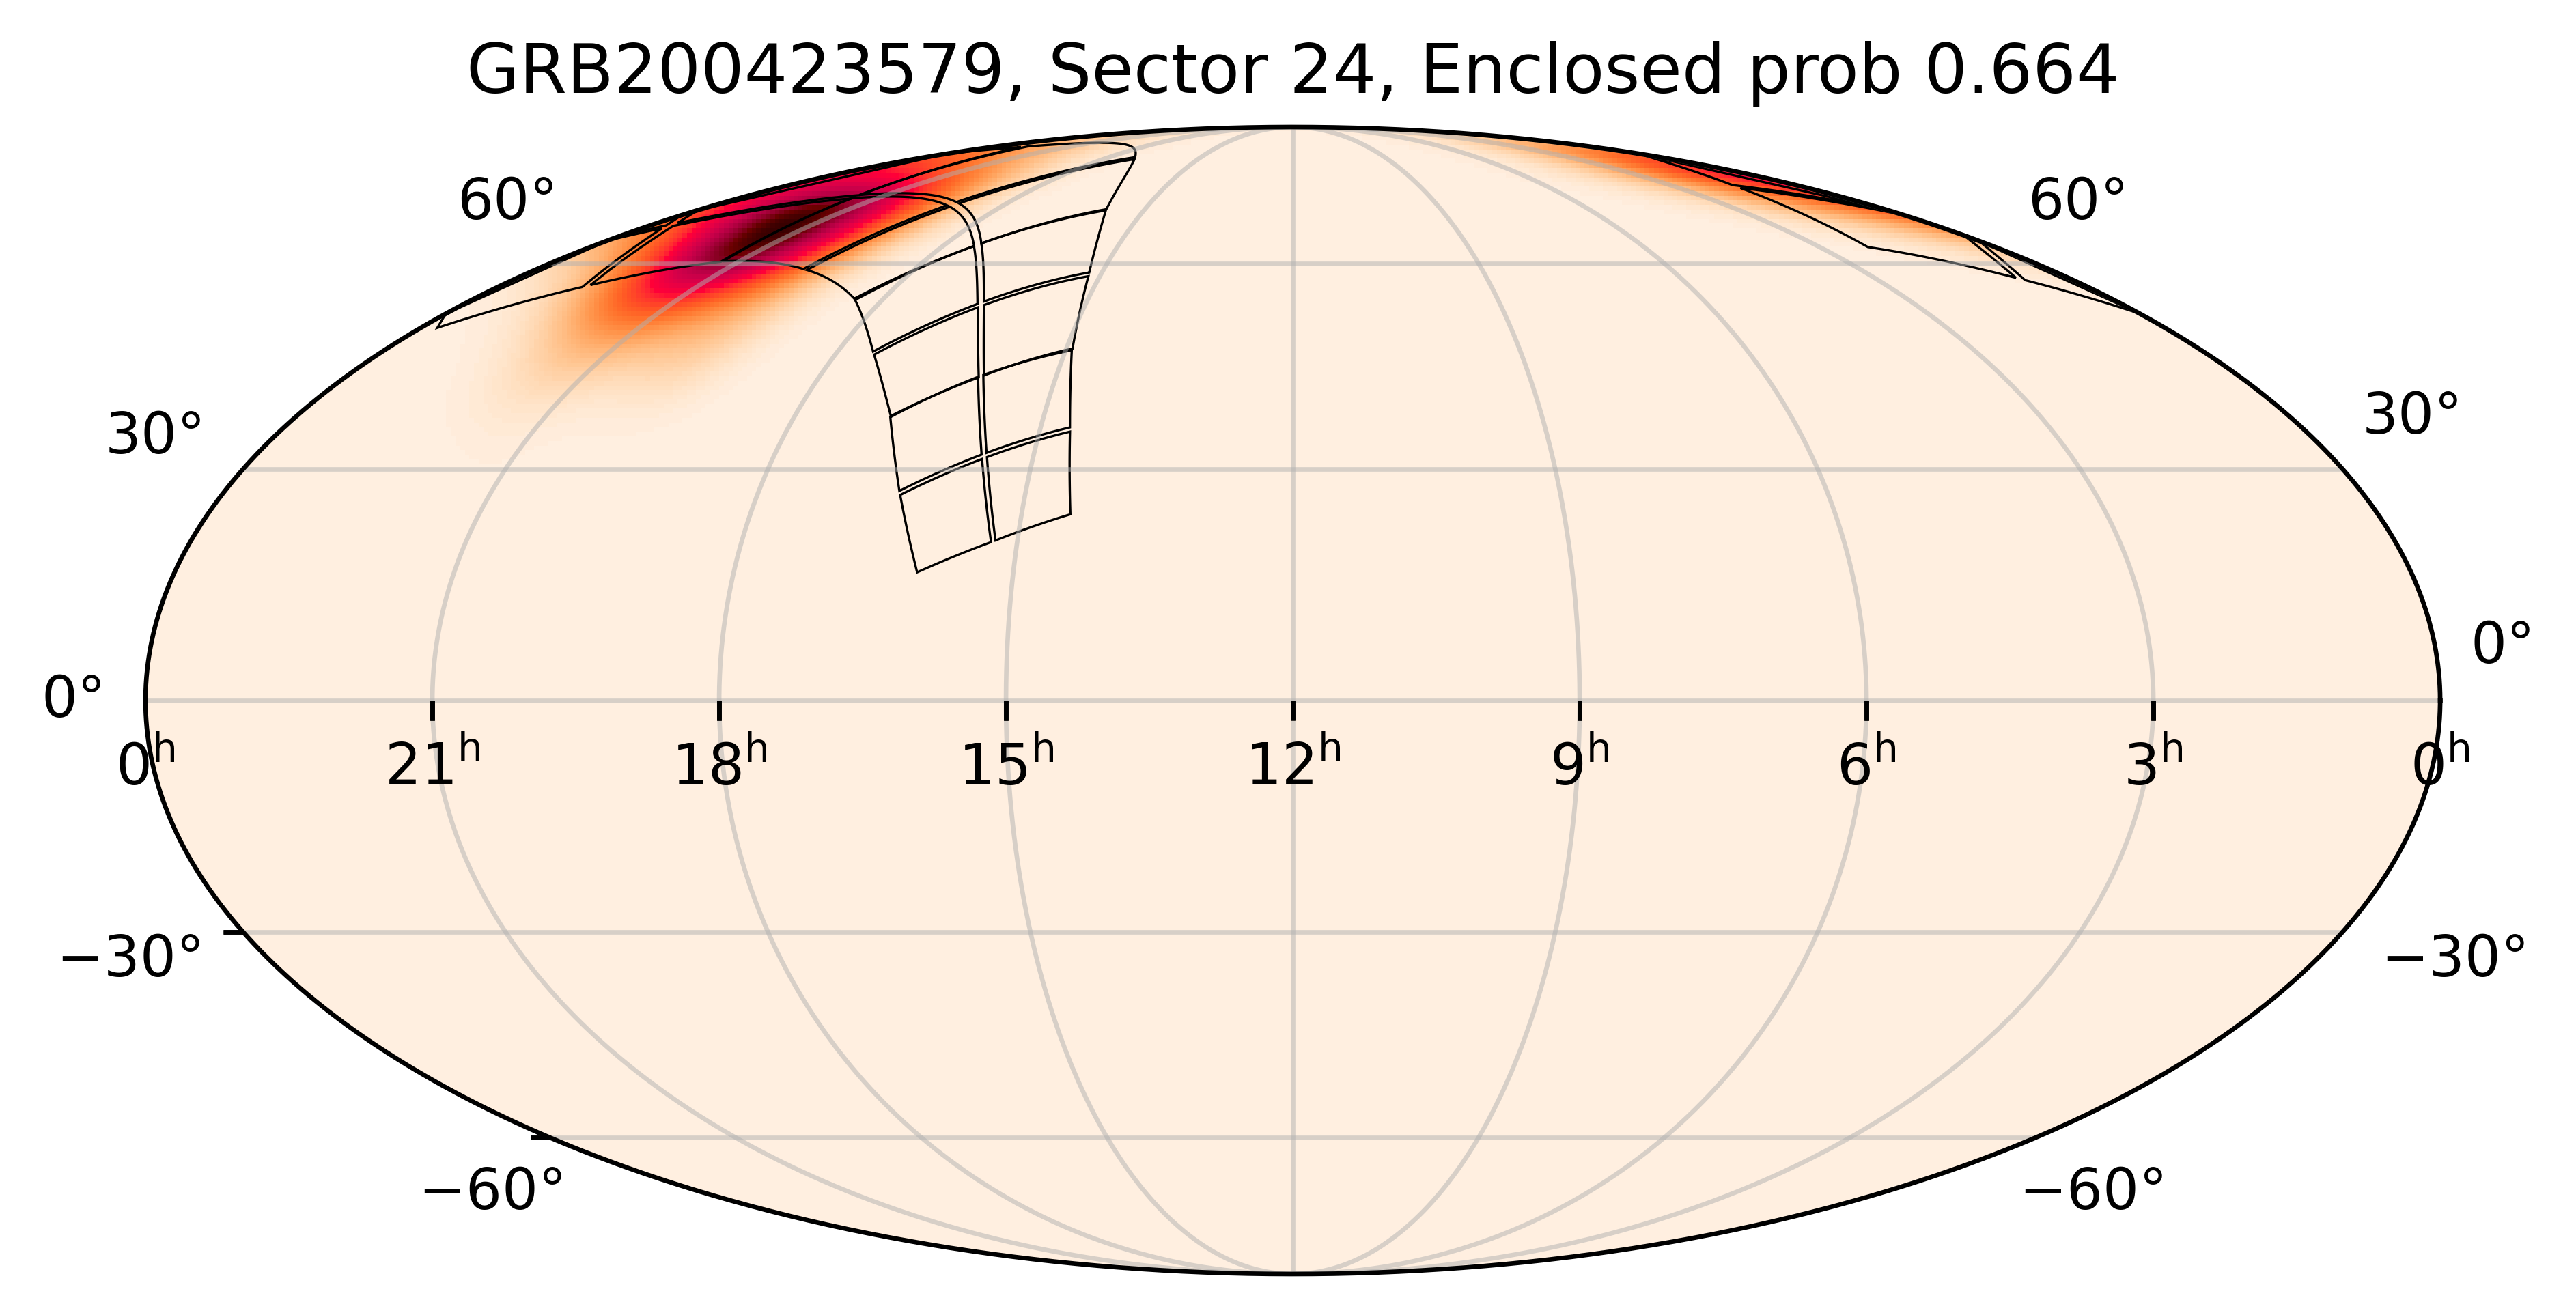 GRB200423579, Sector 24, Enclosed prob 0.664
60° 60°
30° 30°
0° 0°
0ʰ 21ʰ 18ʰ 15ʰ 12ʰ 9ʰ 6ʰ 3ʰ 0ʰ
−30° −30°
−60° −60°